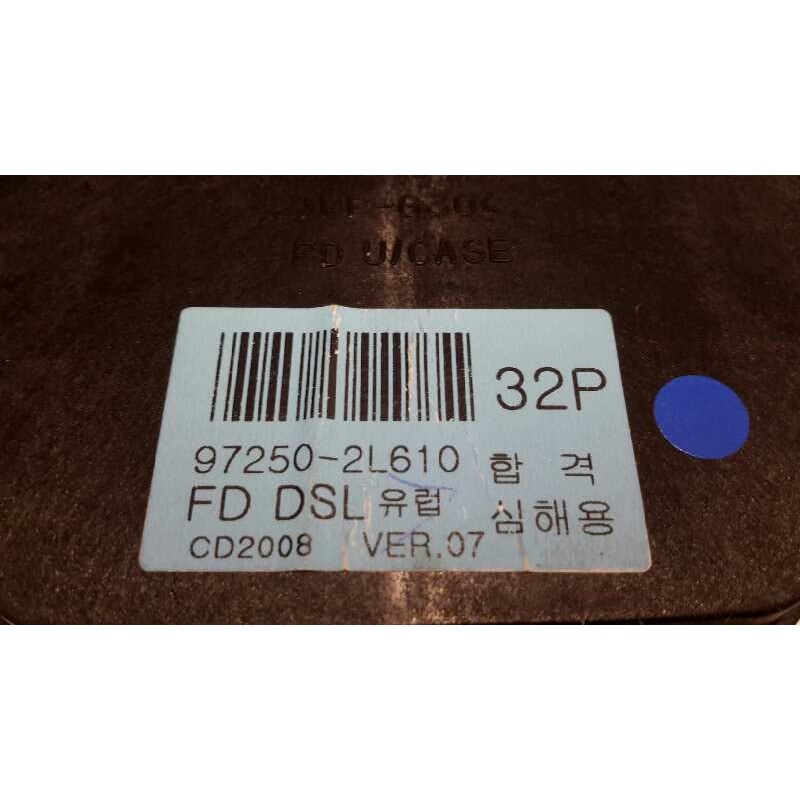 FD U/CASE
32P
97250-2L610 합 격
FD DSL 유럽 심해용
CD2008 VER.07